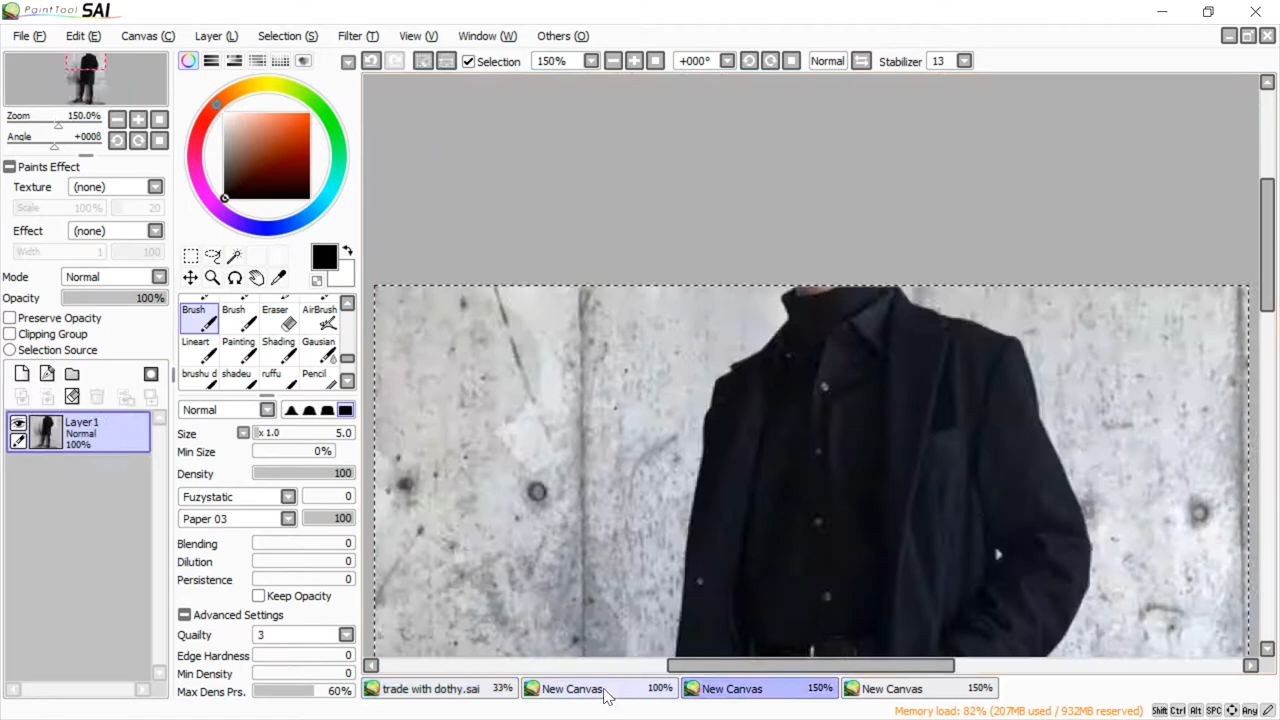 PaintTool SAI
File (F) Edit (E) Canvas (C) Layer (L) Selection (S) Filter (T) View (V) Window (W) Others (O)
Selection 150% +000° Normal Stabilizer 13
Zoom 150.0%
Angle +000ß
Paints Effect
Texture (none)
Scale 100% 20
Effect (none)
Width 1 100
Mode Normal
Opacity 100%
Preserve Opacity
Clipping Group
Selection Source
Layer1
Normal
100%
Brush Brush Eraser AirBrush
Lineart Painting Shading Gausian
brushu d shadeu ruffu Pencil
Normal
Size x 1.0 5.0
Min Size 0%
Density 100
Fuzystatic 0
Paper 03 100
Blending 0
Dilution 0
Persistence 0
Keep Opacity
Advanced Settings
Quailty 3
Edge Hardness 0
Min Density 0
Max Dens Prs. 60%
trade with dothy.sai 33% New Canvas 100% New Canvas 150% New Canvas 150%
Memory load: 82% (207MB used / 932MB reserved) Shift Ctrl Alt SPC Any